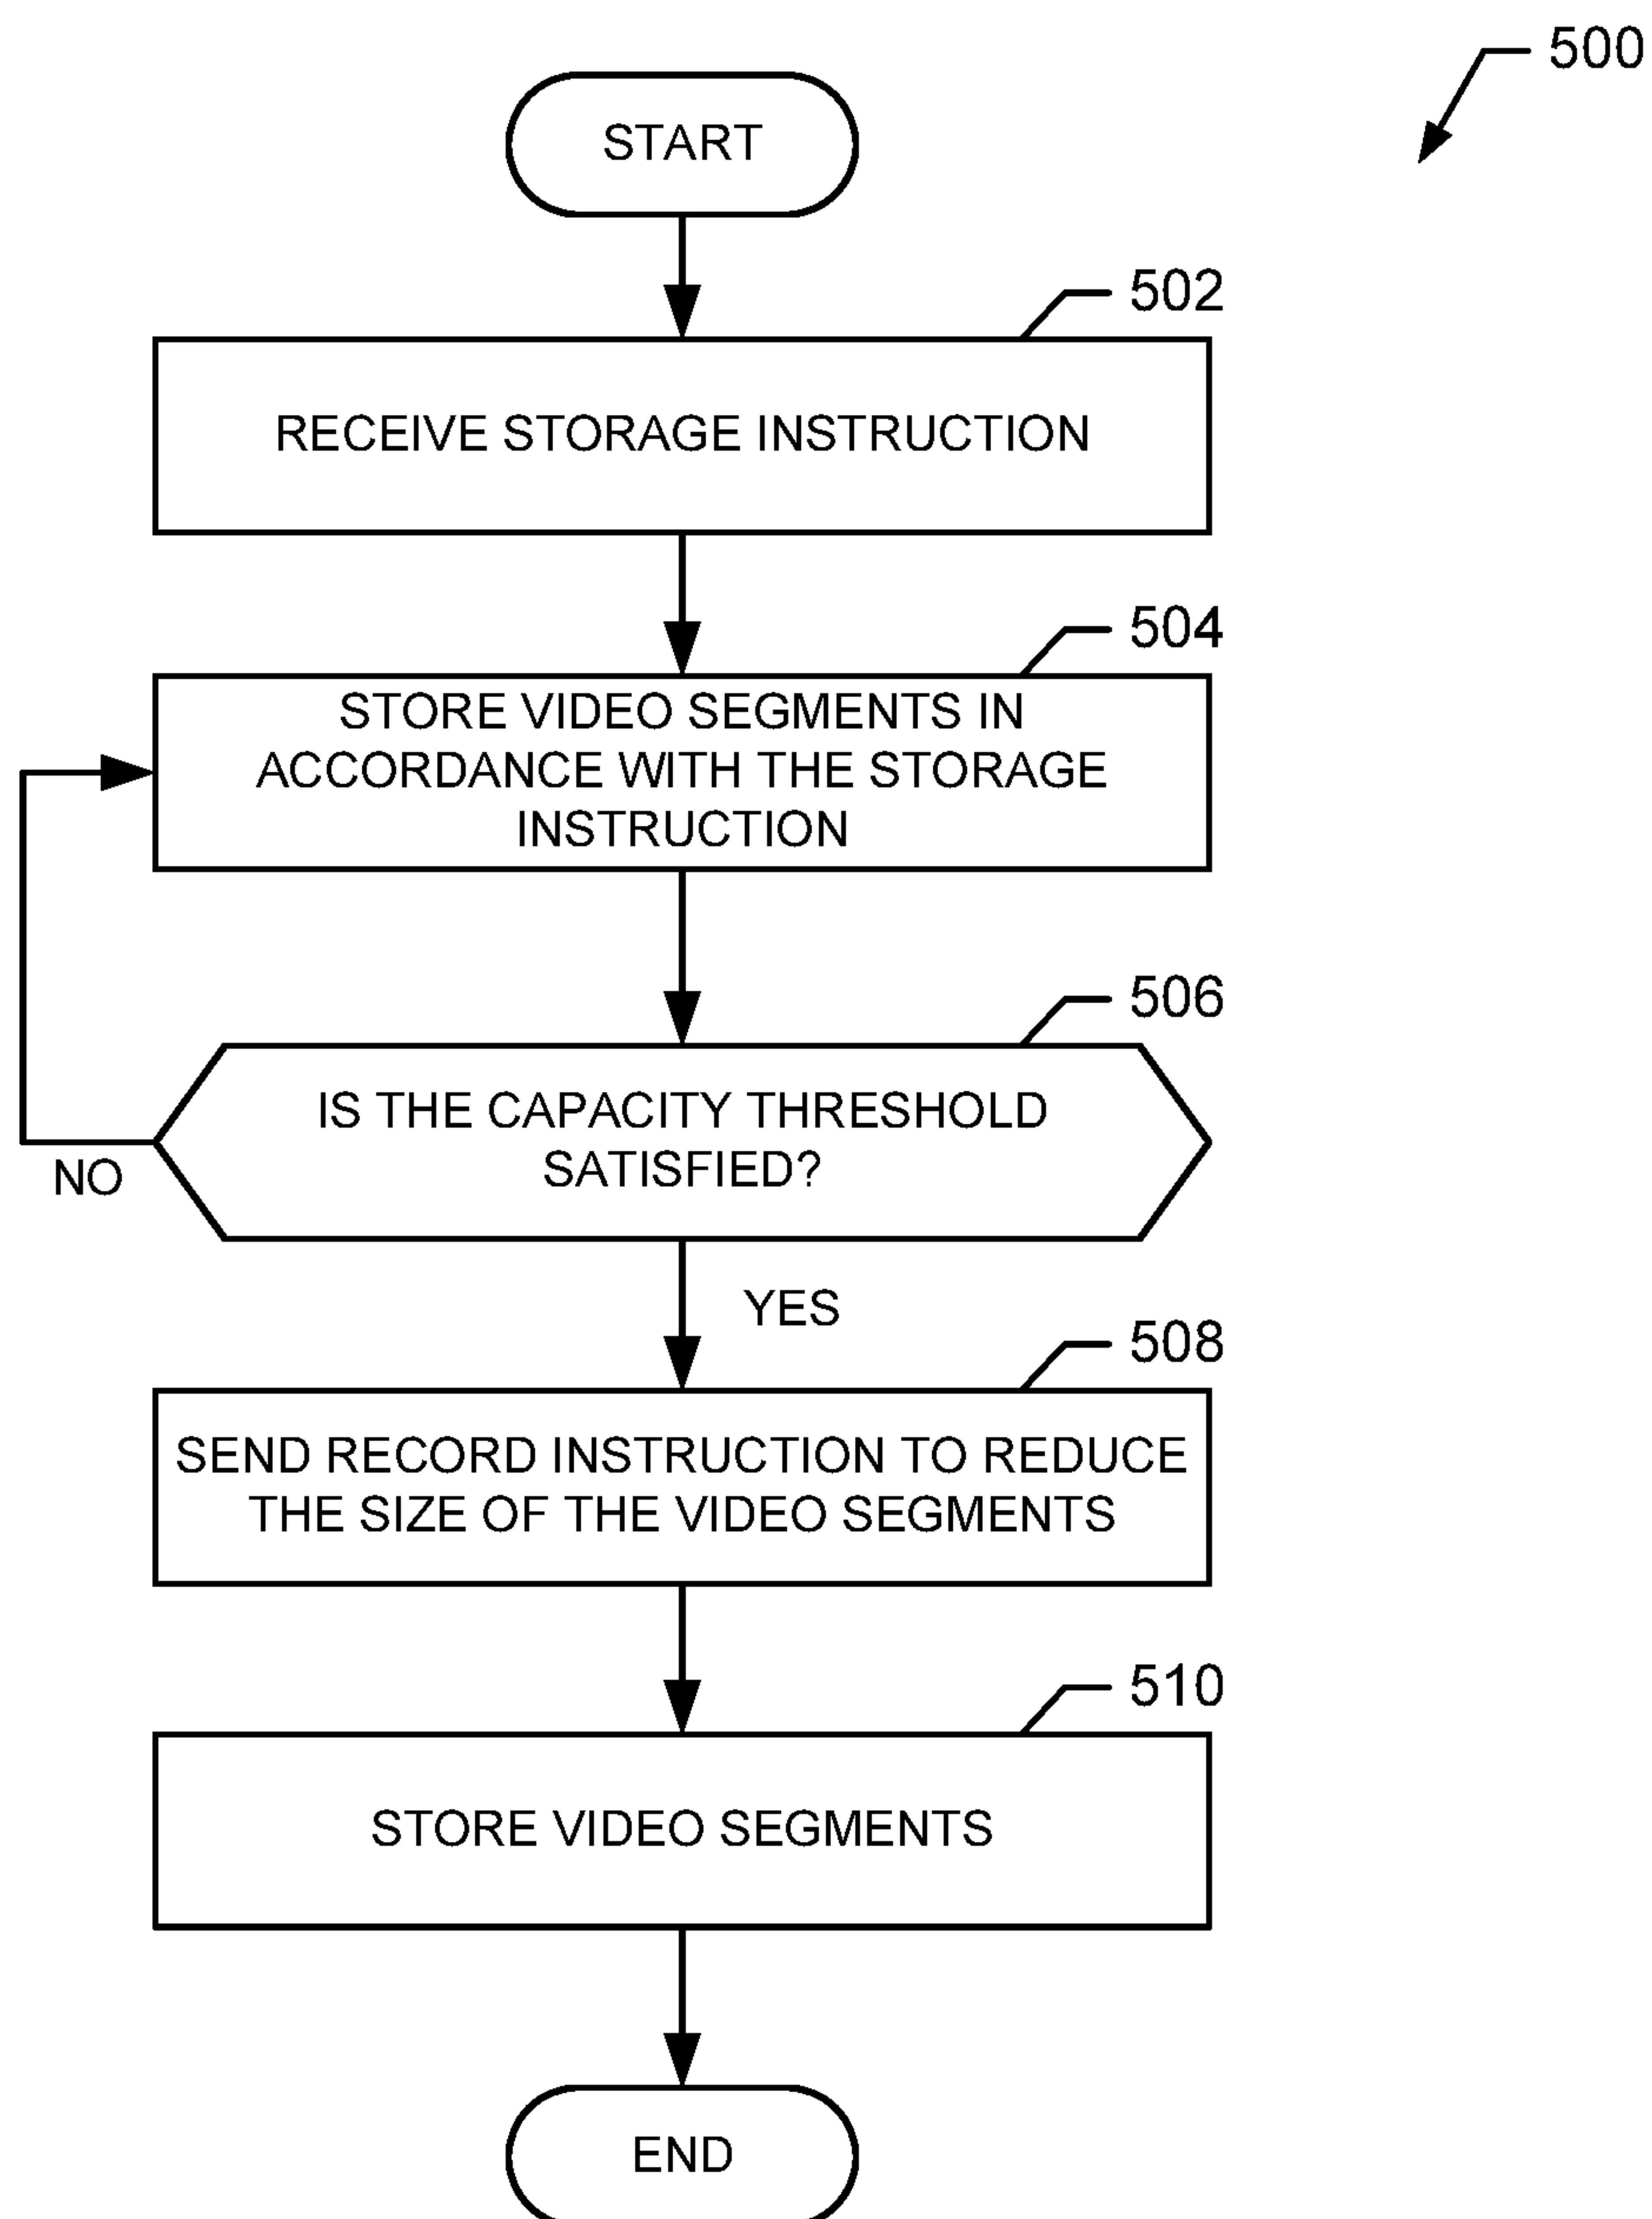 500
START
502
RECEIVE STORAGE INSTRUCTION
504
STORE VIDEO SEGMENTS IN
ACCORDANCE WITH THE STORAGE
INSTRUCTION
506
IS THE CAPACITY THRESHOLD
SATISFIED?
NO
YES
508
SEND RECORD INSTRUCTION TO REDUCE
THE SIZE OF THE VIDEO SEGMENTS
510
STORE VIDEO SEGMENTS
END